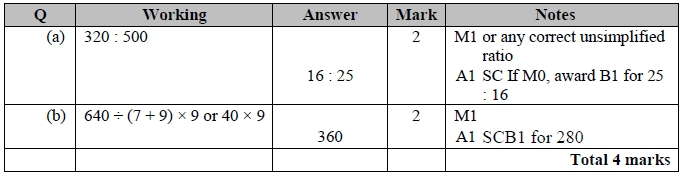 Q Working Answer Mark Notes
(a) 320 : 500 2 M1 or any correct unsimplified
ratio
16 : 25 A1 SC If M0, award B1 for 25
: 16
(b) 640 ÷ (7 + 9) × 9 or 40 × 9 2 M1
360 A1 SCB1 for 280
Total 4 marks